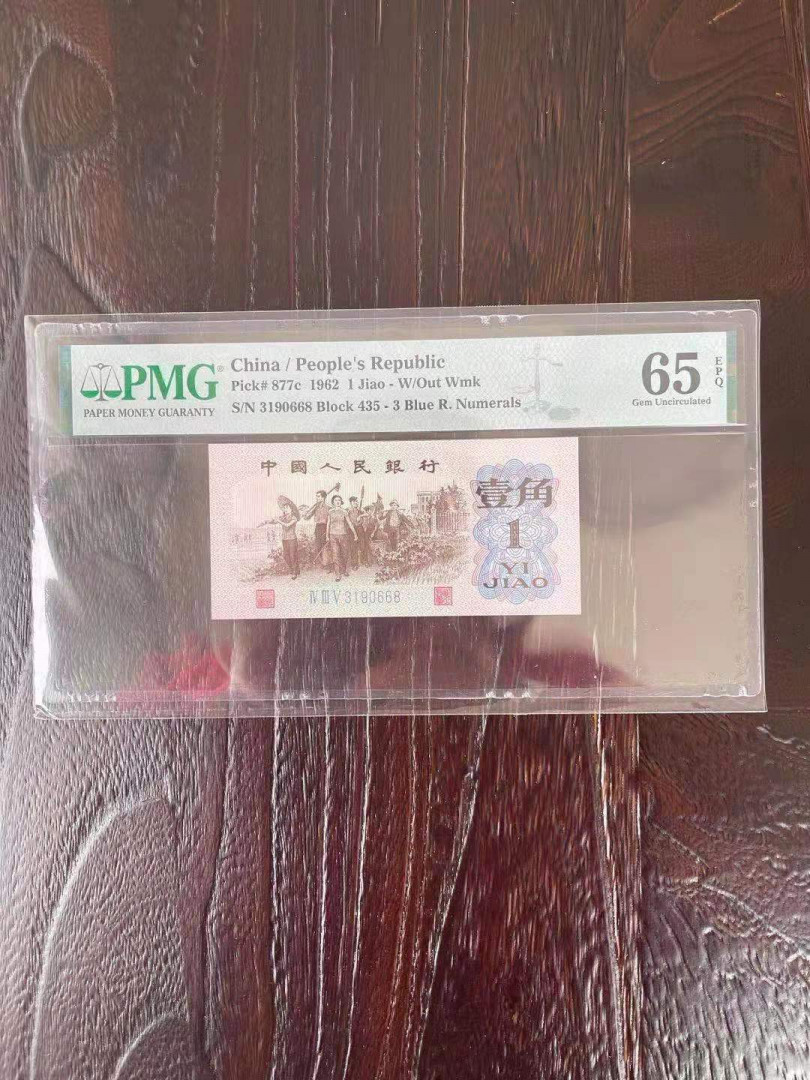 PMG
PAPER MONEY GUARANTY
China / People's Republic
Pick# 877c 1962 1 Jiao - W/Out Wmk
S/N 3190668 Block 435 - 3 Blue R. Numerals
65 EPQ
Gem Uncirculated
中國人民銀行
壹角
1
YI
JIAO
Ⅳ Ⅲ Ⅴ 3190668